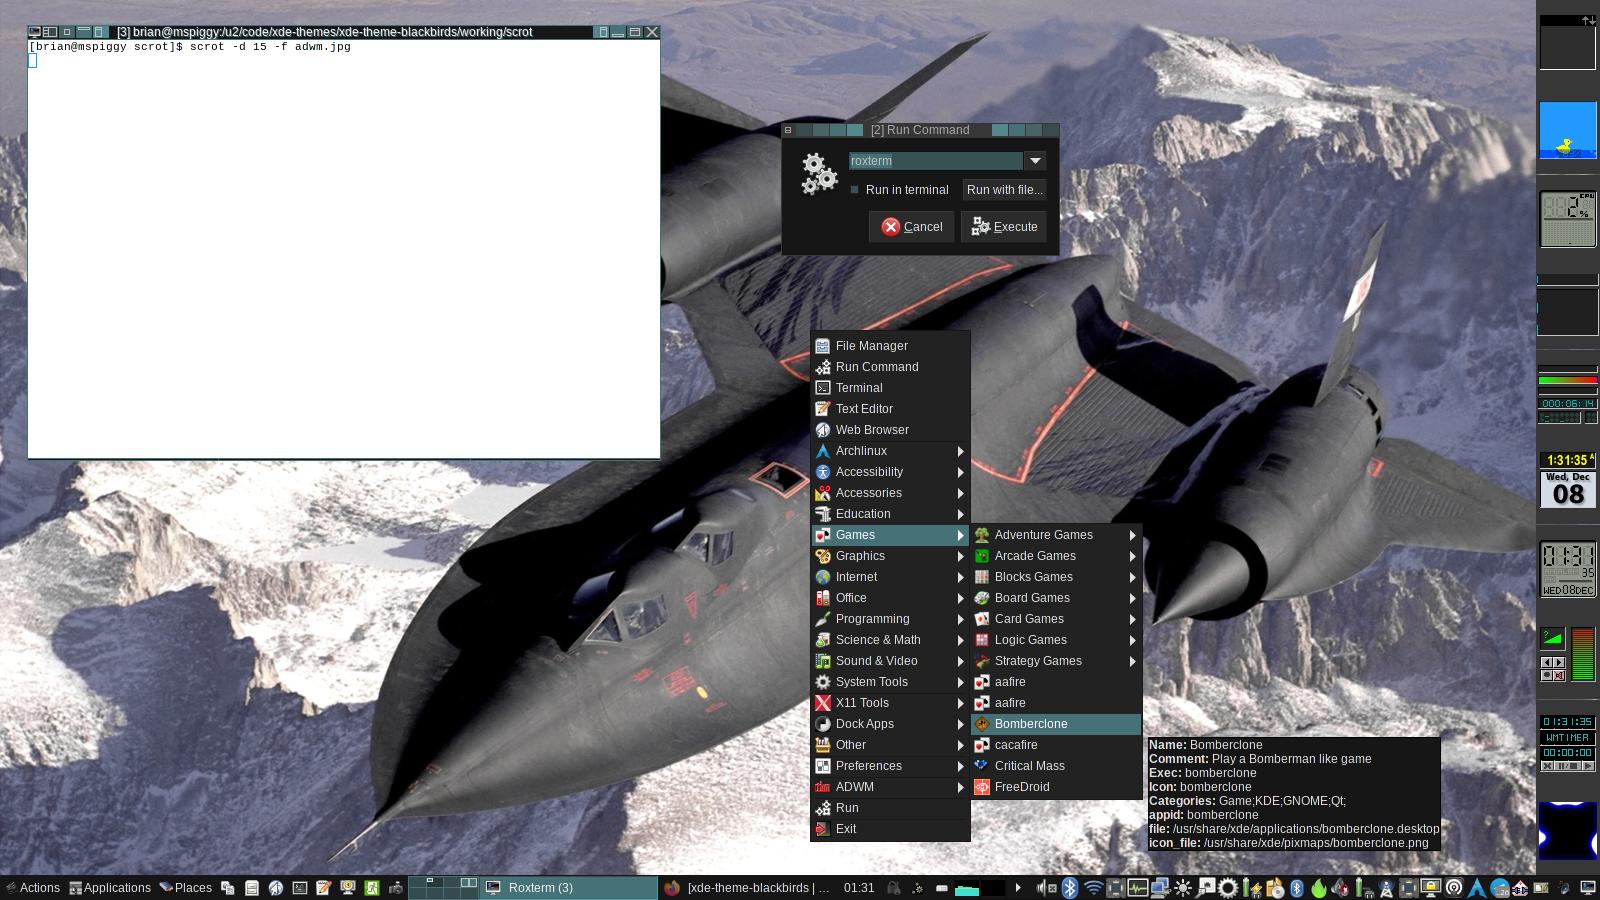 [3] brian@mspiggy:/u2/code/xde-themes/xde-theme-blackbirds/working/scrot
[brian@mspiggy scrot]$ scrot -d 15 -f adwm.jpg
[2] Run Command
roxterm
Run in terminal
Run with file...
Cancel
Execute
File Manager
Run Command
Terminal
Text Editor
Web Browser
Archlinux
Accessibility
Accessories
Education
Games
Graphics
Internet
Office
Programming
Science & Math
Sound & Video
System Tools
X11 Tools
Dock Apps
Other
Preferences
ADWM
Run
Exit
Adventure Games
Arcade Games
Blocks Games
Board Games
Card Games
Logic Games
Strategy Games
aafire
aafire
Bomberclone
cacafire
Critical Mass
FreeDroid
Name: Bomberclone
Comment: Play a Bomberman like game
Exec: bomberclone
Icon: bomberclone
Categories: Game;KDE;GNOME;Qt;
appid: bomberclone
file: /usr/share/xde/applications/bomberclone.desktop
icon_file: /usr/share/xde/pixmaps/bomberclone.png
CPU
2%
000:06:14
1:31:35 A
Wed, Dec
08
01:31
35
WED08DEC
01:31:35
WMTIMER
00:00:00
Actions
Applications
Places
Roxterm (3)
[xde-theme-blackbirds | ...
01:31
26